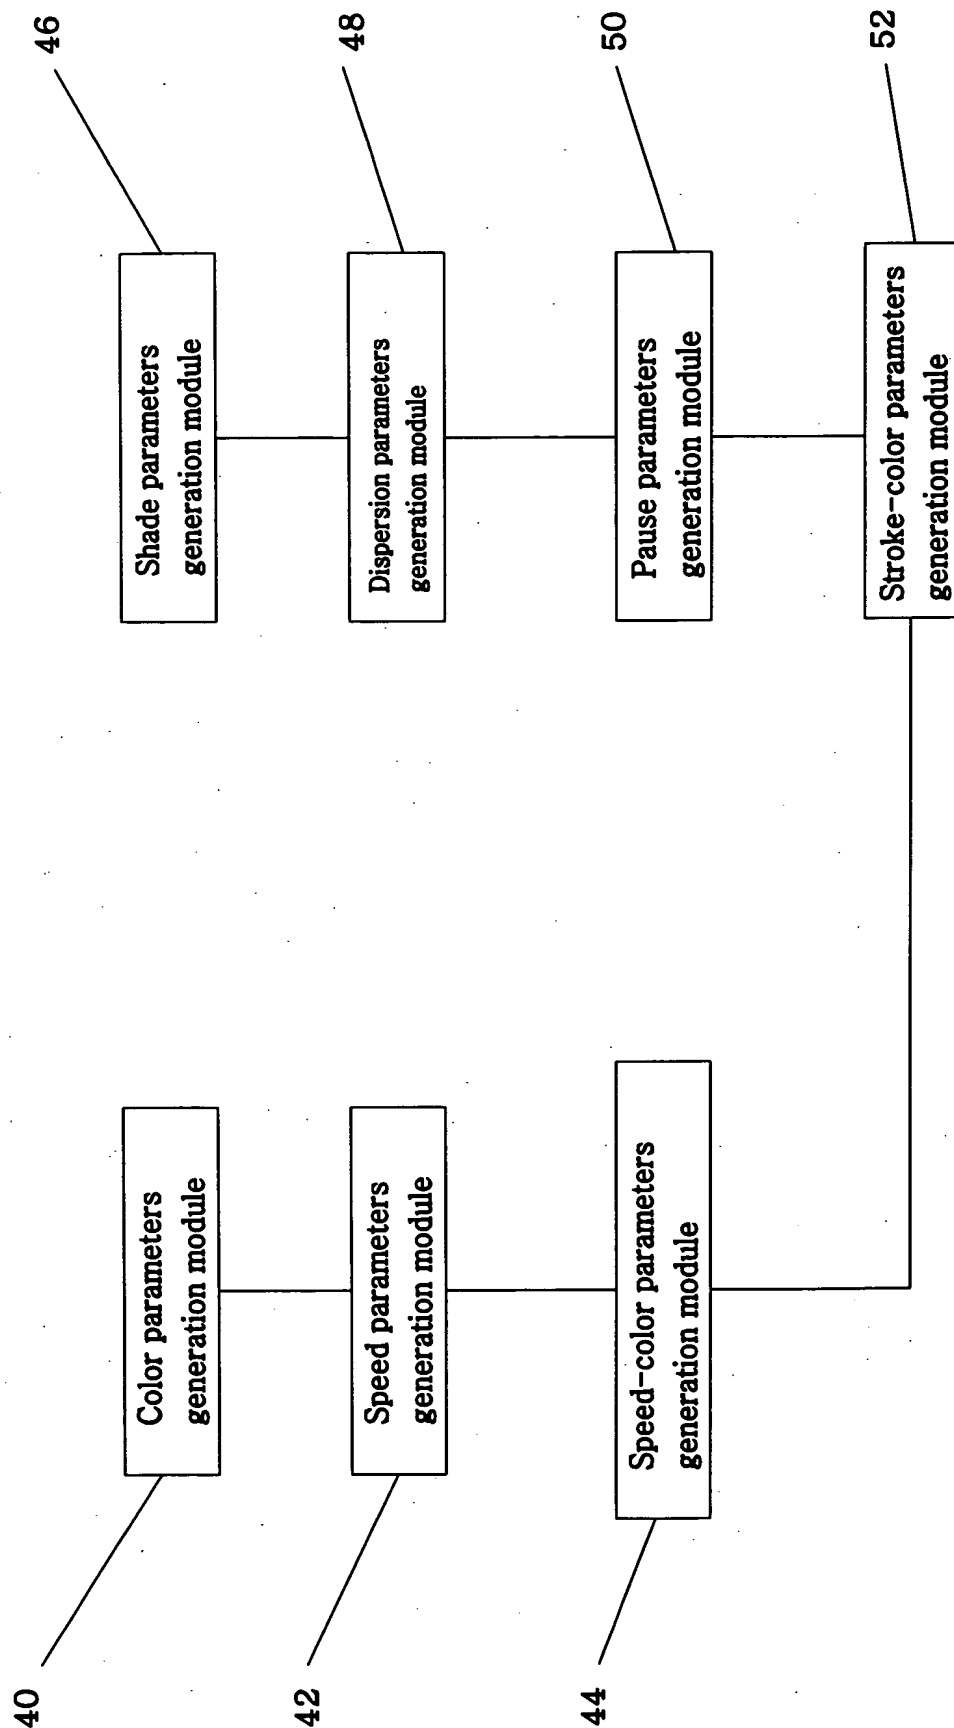 40
Color parameters
generation module
42
Speed parameters
generation module
44
Speed-color parameters
generation module
46
Shade parameters
generation module
48
Dispersion parameters
generation module
50
Pause parameters
generation module
52
Stroke-color parameters
generation module